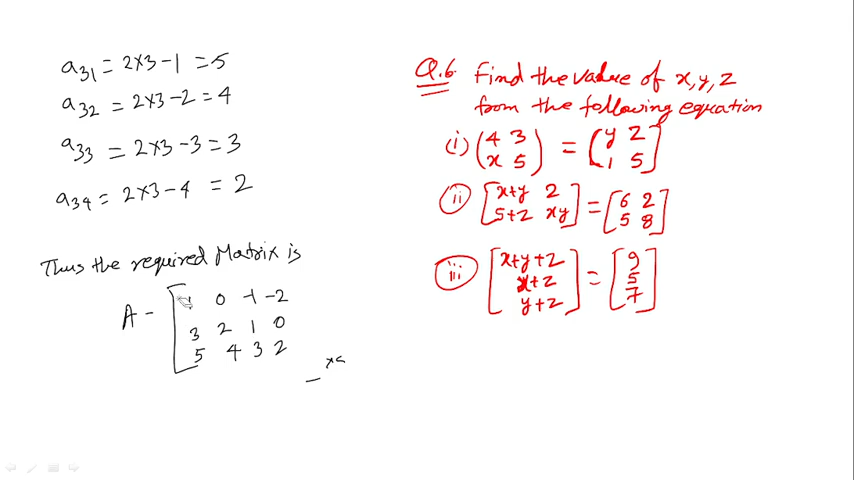 a31 = 2×3-1 = 5
a32 = 2×3-2 = 4
a33 = 2×3-3 = 3
a34 = 2×3-4 = 2
Thus the required Matrix is
A - [1 0 -1 -2
3 2 1 0
5 4 3 2
Q.6. Find the value of x, y, z
from the following equation
(i) (4 3 = [y 2
x 5) 1 5]
(ii) [x+y 2 = [6 2
5+z xy] 5 8]
(iii) [x+y+z = [9
x+z 5
y+z] 7]